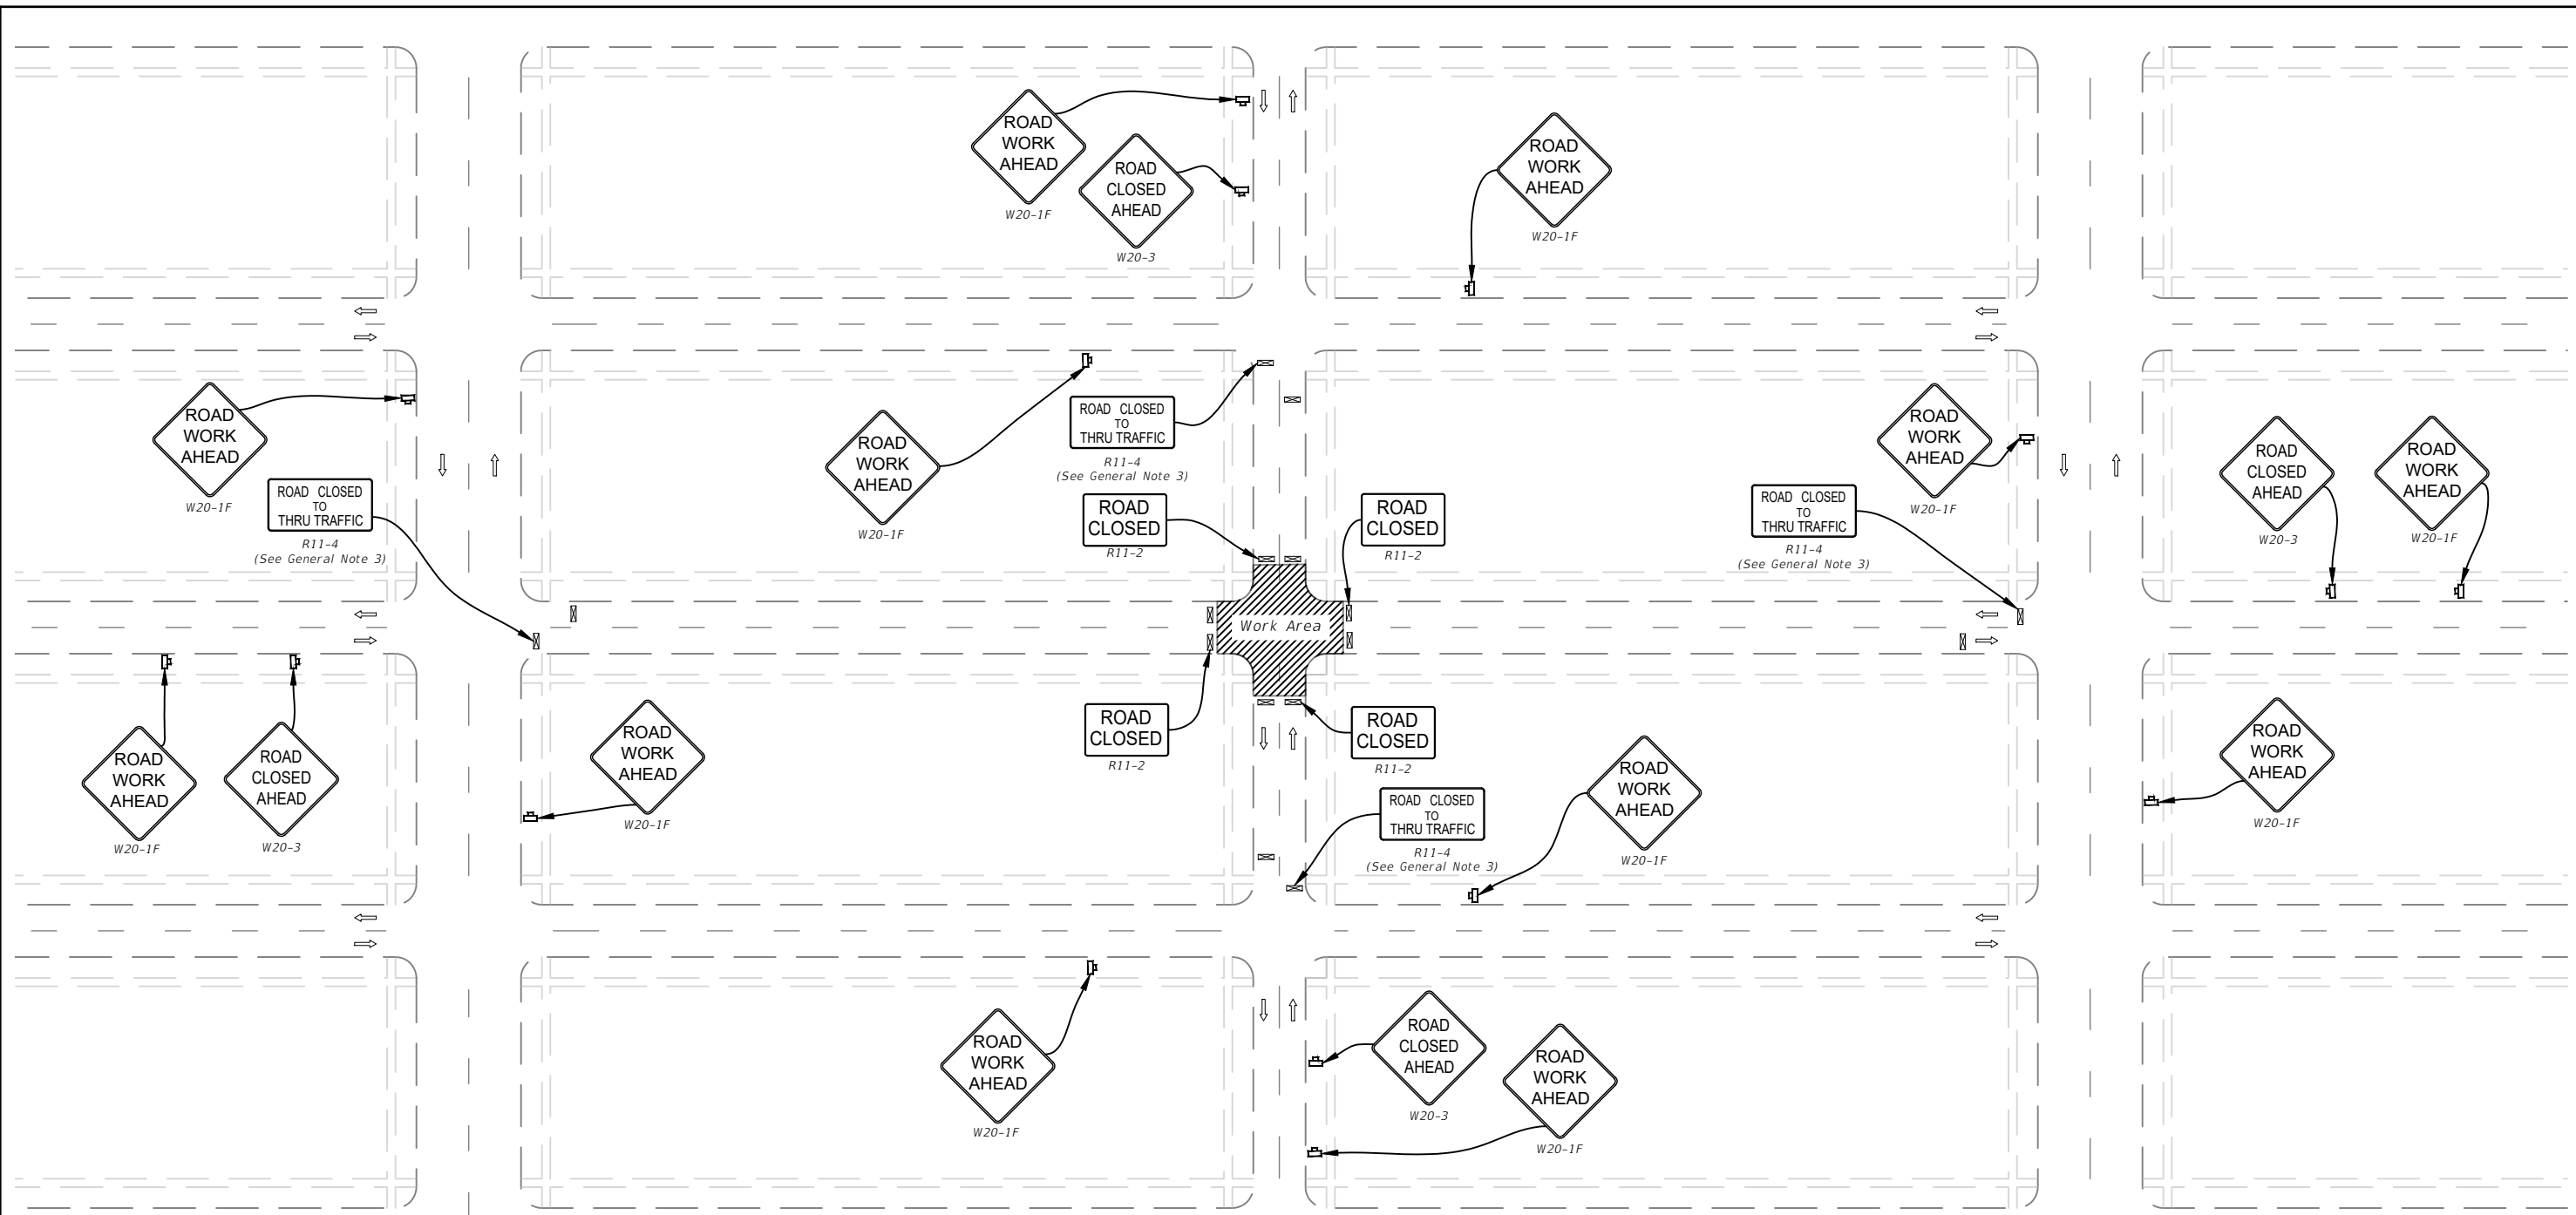 ROAD
WORK
AHEAD
W20-1F
ROAD
CLOSED
AHEAD
W20-3
ROAD
WORK
AHEAD
W20-1F
ROAD
WORK
AHEAD
W20-1F
ROAD CLOSED
TO
THRU TRAFFIC
R11-4
(See General Note 3)
ROAD
WORK
AHEAD
W20-1F
ROAD CLOSED
TO
THRU TRAFFIC
R11-4
(See General Note 3)
ROAD
CLOSED
R11-2
ROAD
CLOSED
R11-2
ROAD
WORK
AHEAD
W20-1F
ROAD CLOSED
TO
THRU TRAFFIC
R11-4
(See General Note 3)
ROAD
CLOSED
AHEAD
W20-3
ROAD
WORK
AHEAD
W20-1F
Work Area
ROAD
WORK
AHEAD
W20-1F
ROAD
CLOSED
AHEAD
W20-3
ROAD
WORK
AHEAD
W20-1F
ROAD
CLOSED
R11-2
ROAD
CLOSED
R11-2
ROAD CLOSED
TO
THRU TRAFFIC
R11-4
(See General Note 3)
ROAD
WORK
AHEAD
W20-1F
ROAD
WORK
AHEAD
W20-1F
ROAD
WORK
AHEAD
W20-1F
ROAD
CLOSED
AHEAD
W20-3
ROAD
WORK
AHEAD
W20-1F